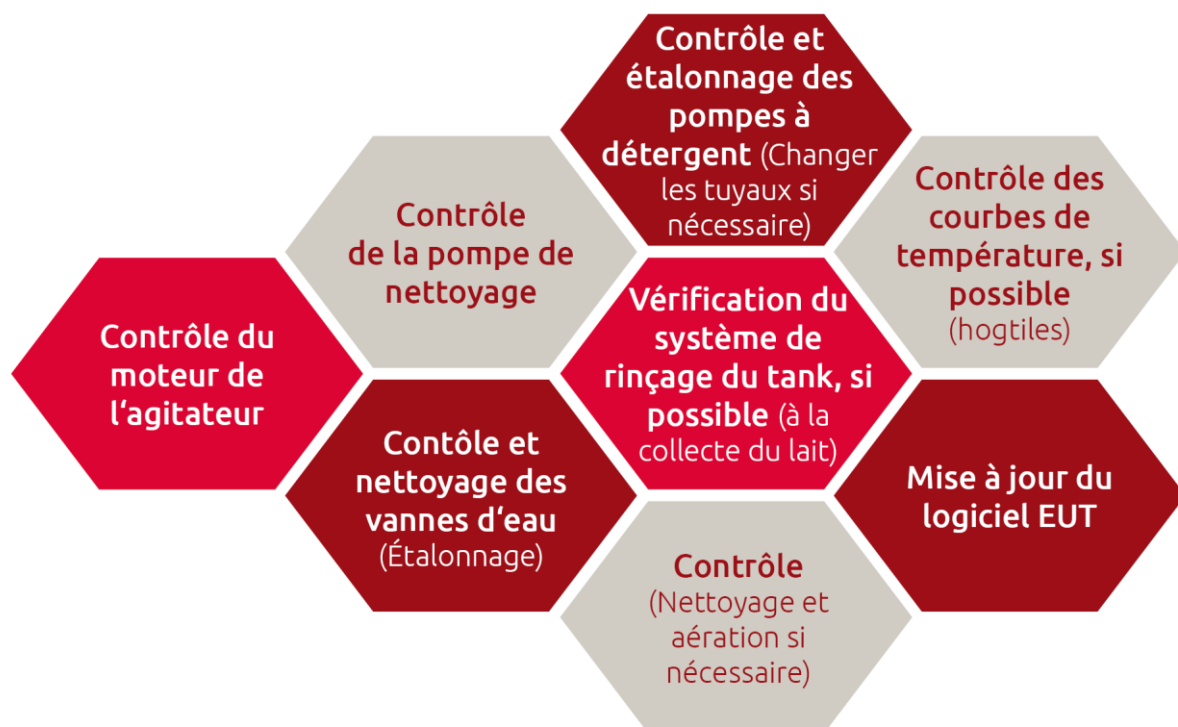 Contrôle et
étalonnage des
pompes à
détergent (Changer
les tuyaux si
nécessaire)
Contrôle
de la pompe de
nettoyage
Contrôle des
courbes de
température, si
possible
(hogtiles)
Contrôle du
moteur de
l‘agitateur
Vérification du
système de
rinçage du tank, si
possible (à la
collecte du lait)
Contôle et
nettoyage des
vannes d‘eau
(Étalonnage)
Mise à jour du
logiciel EUT
Contrôle
(Nettoyage et
aération si
nécessaire)